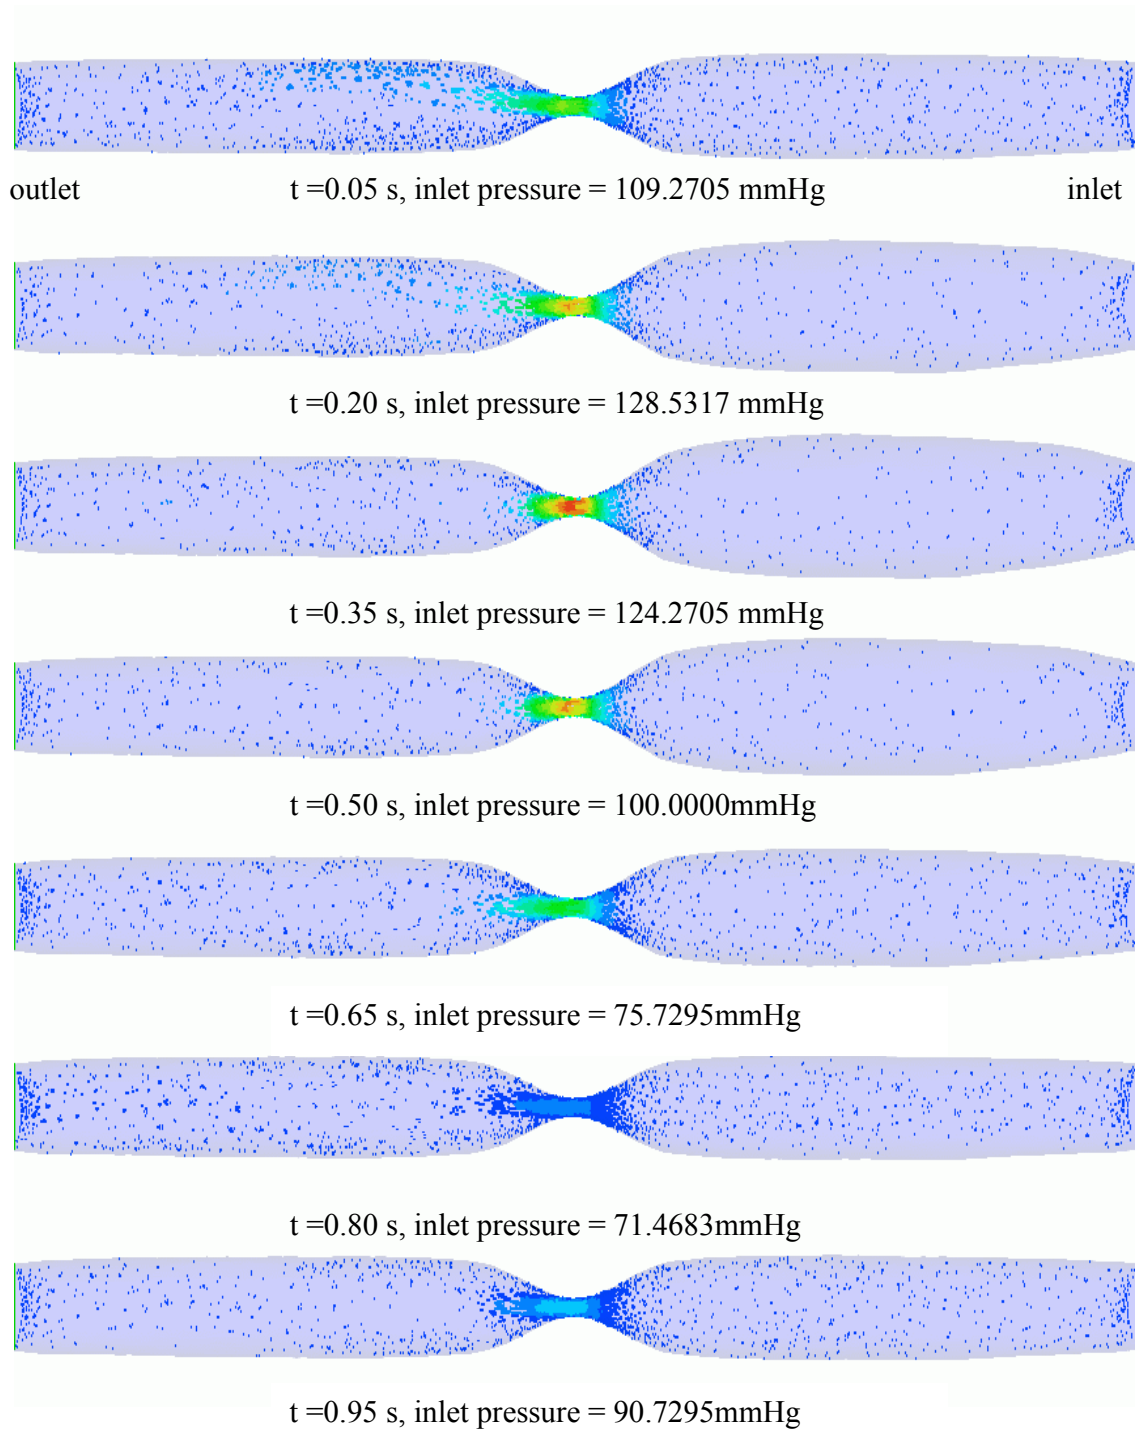 outlet t =0.05 s, inlet pressure = 109.2705 mmHg inlet
t =0.20 s, inlet pressure = 128.5317 mmHg
t =0.35 s, inlet pressure = 124.2705 mmHg
t =0.50 s, inlet pressure = 100.0000mmHg
t =0.65 s, inlet pressure = 75.7295mmHg
t =0.80 s, inlet pressure = 71.4683mmHg
t =0.95 s, inlet pressure = 90.7295mmHg